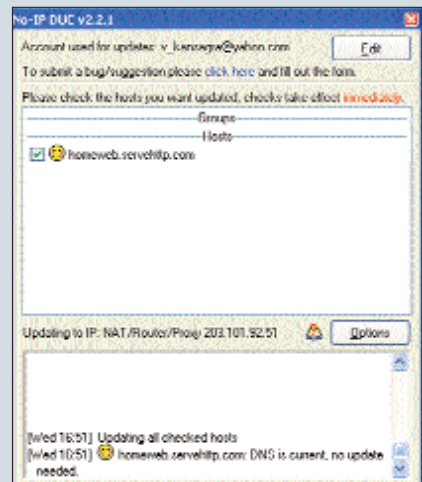 No-IP DUC v2.2.1
Account used for updates: v_kansagra@yahoo.com
Edit
To submit a bug/suggestion please click here and fill out the form.
Please check the hosts you want updated, checks take effect immediately.
Groups
Hosts
homeweb.servehttp.com
Updating to IP: NAT/Router/Proxy 203.101.92.51
Options
[Wed 16:51] Updating all checked hosts
[Wed 16:51] homeweb.servehttp.com: DNS is current, no update
needed.